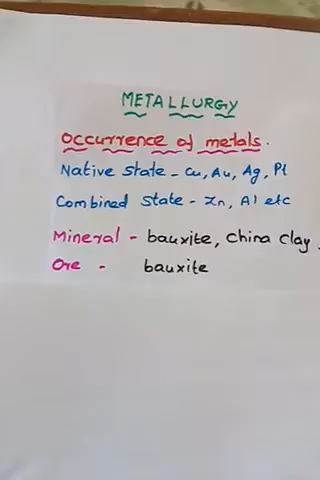 METALLURGY
Occurrence of metals.
Native state - Cu, Au, Ag, Pt
Combined State - Zn, Al etc
Mineral - bauxite, China clay.
Ore - bauxite